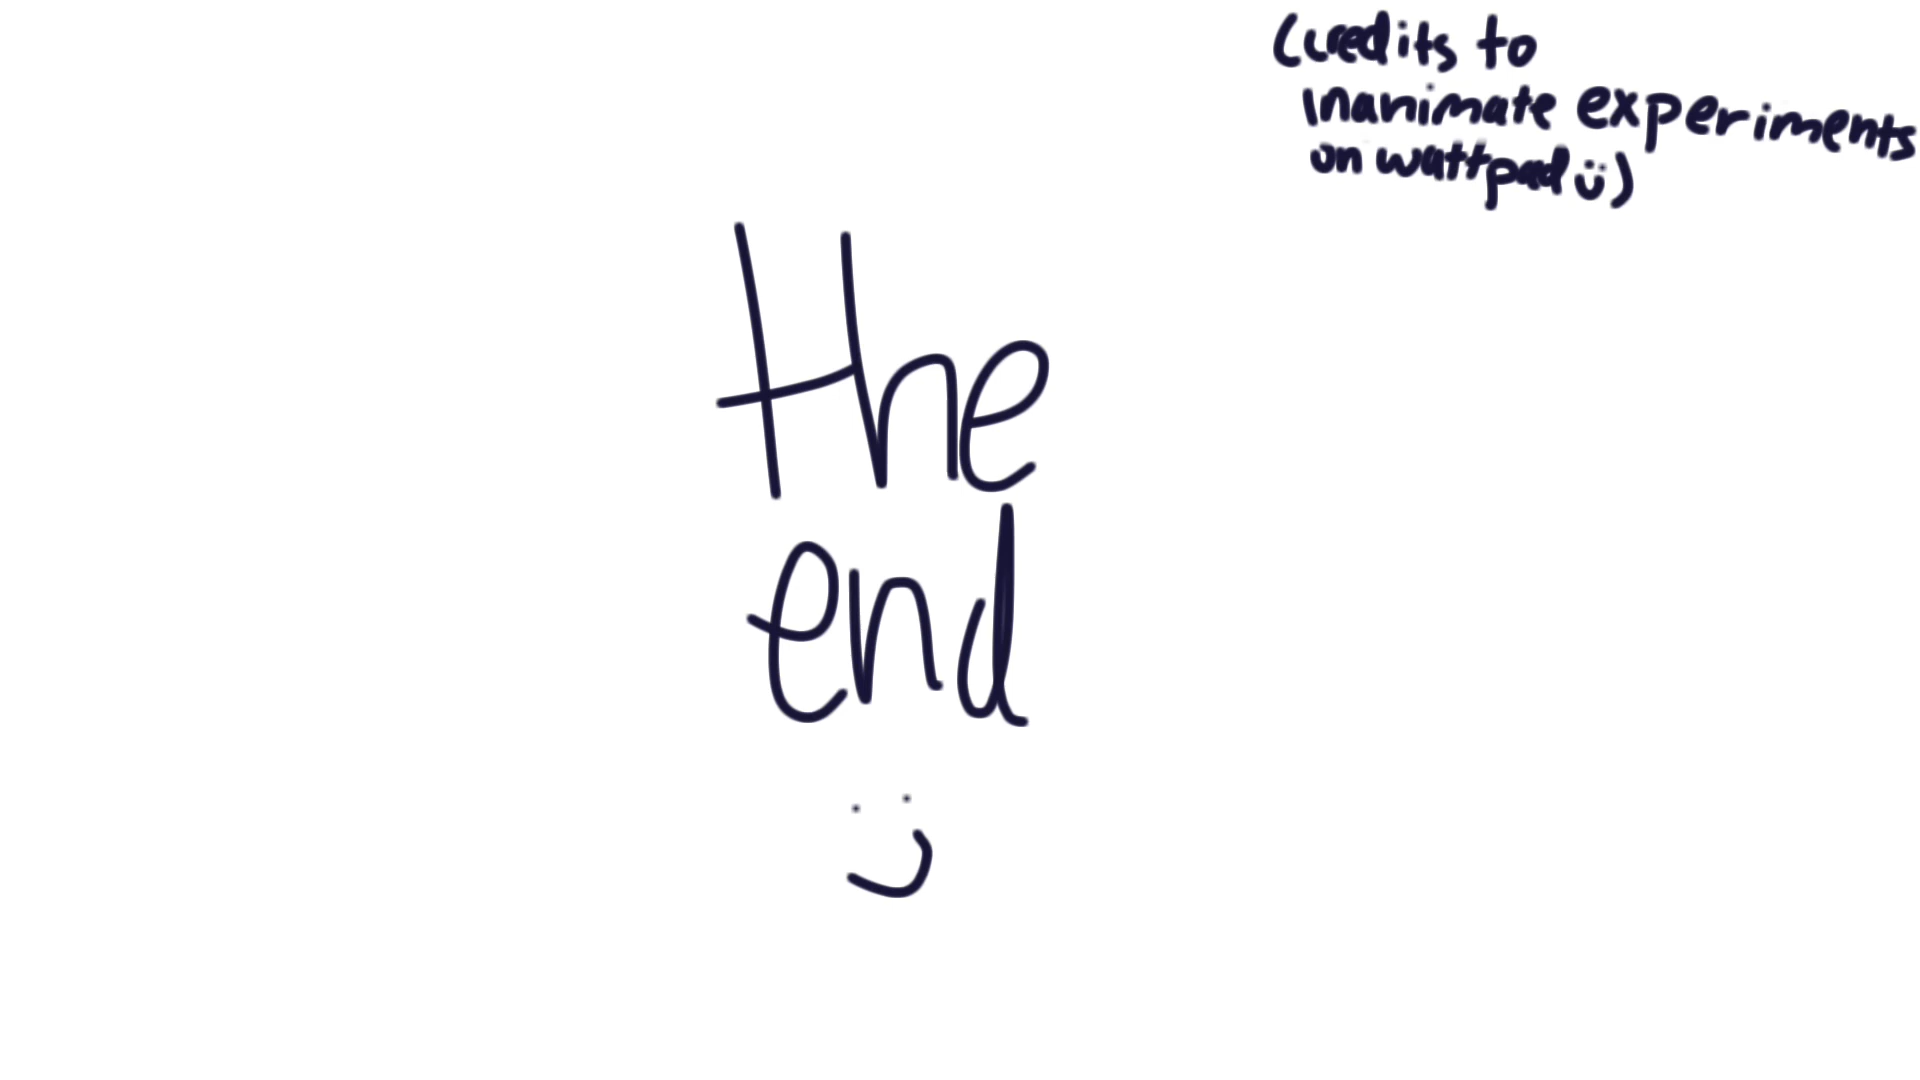 (credits to
inanimate experiments
on wattpad ü)
the
end
:)